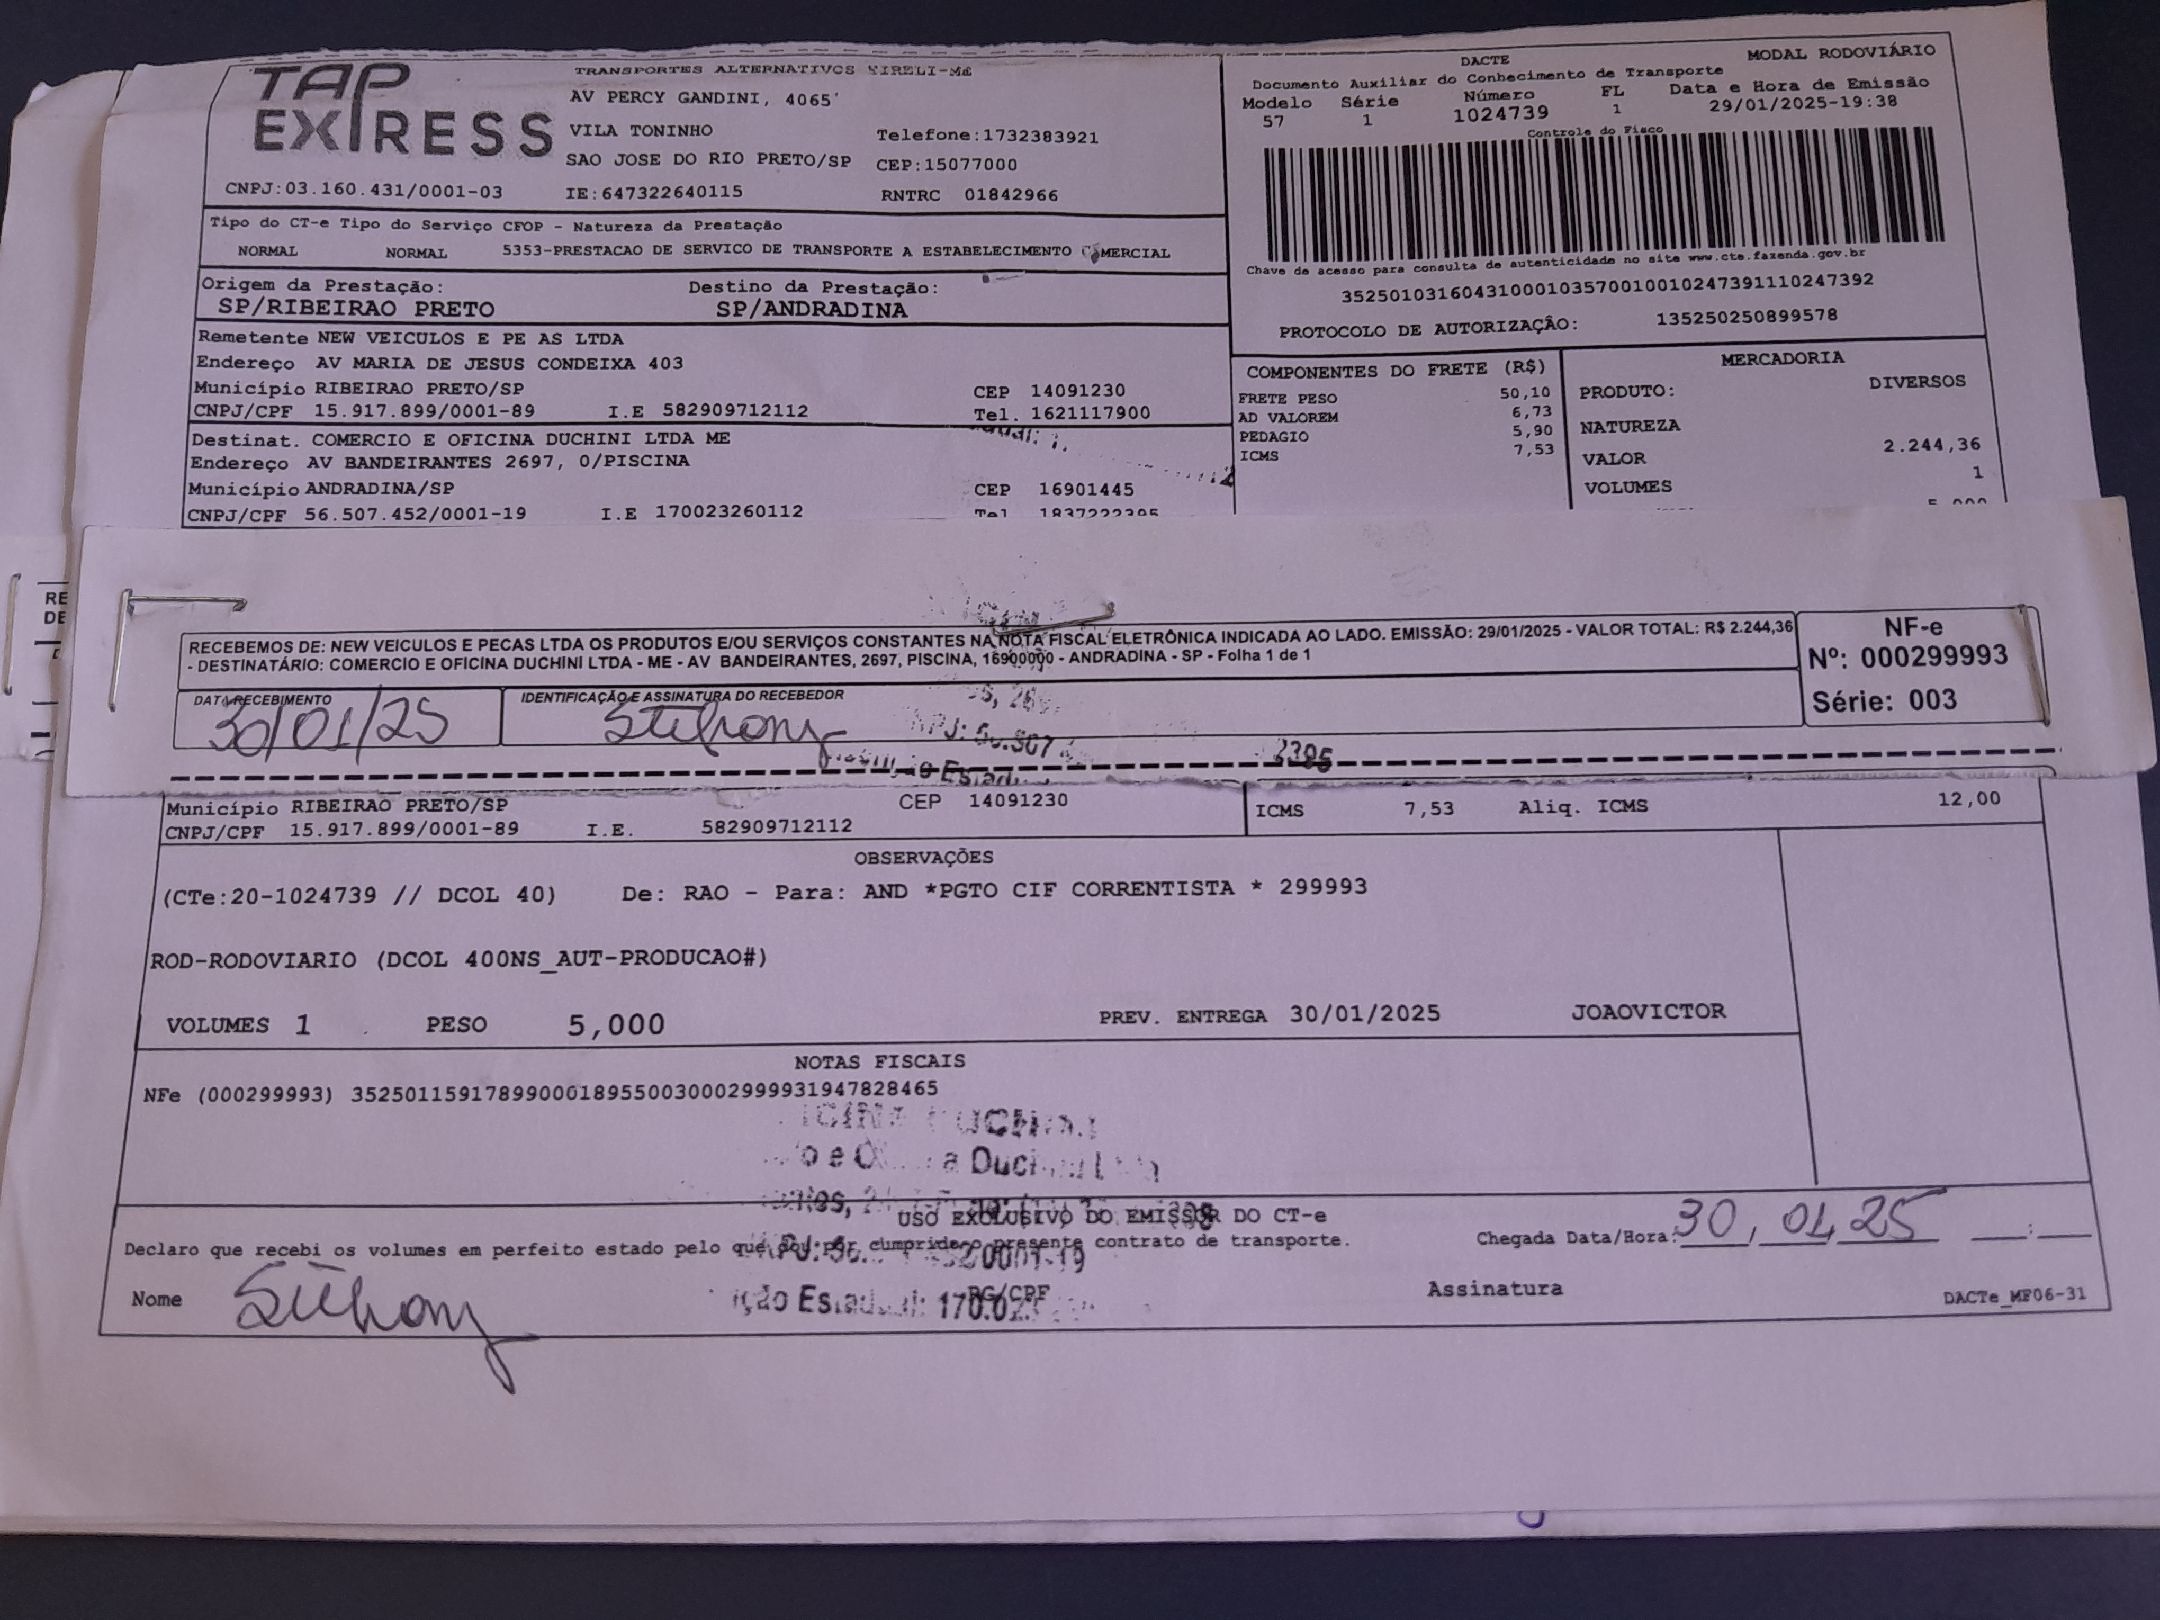 TAP EXPRESS
TRANSPORTES ALTERNATIVOS EIRELI-ME
AV PERCY GANDINI, 4065
VILA TONINHO Telefone:1732383921
SAO JOSE DO RIO PRETO/SP CEP:15077000
CNPJ:03.160.431/0001-03 IE:647322640115 RNTRC 01842966
DACTE MODAL RODOVIÁRIO
Documento Auxiliar do Conhecimento de Transporte
Modelo Série Número FL Data e Hora de Emissão
57 1 1024739 1 29/01/2025-19:38
Controle do Fisco
Chave de acesso para consulta de autenticidade no site www.cte.fazenda.gov.br
35250103160431000103570010010247391110247392
PROTOCOLO DE AUTORIZAÇÂO: 135250250899578
Tipo do CT-e Tipo do Serviço CFOP - Natureza da Prestação
NORMAL NORMAL 5353-PRESTACAO DE SERVICO DE TRANSPORTE A ESTABELECIMENTO COMERCIAL
Origem da Prestação: Destino da Prestação:
SP/RIBEIRAO PRETO SP/ANDRADINA
Remetente NEW VEICULOS E PE AS LTDA
Endereço AV MARIA DE JESUS CONDEIXA 403
Município RIBEIRAO PRETO/SP CEP 14091230
CNPJ/CPF 15.917.899/0001-89 I.E 582909712112 Tel. 1621117900
Destinat. COMERCIO E OFICINA DUCHINI LTDA ME
Endereço AV BANDEIRANTES 2697, 0/PISCINA
Município ANDRADINA/SP CEP 16901445
CNPJ/CPF 56.507.452/0001-19 I.E 170023260112 Tel 1837222395
COMPONENTES DO FRETE (R$)
FRETE PESO 50,10
AD VALOREM 6,73
PEDAGIO 5,90
ICMS 7,53
MERCADORIA
PRODUTO: DIVERSOS
NATUREZA
VALOR 2.244,36
VOLUMES 1
5,000
RECEBEMOS DE: NEW VEICULOS E PECAS LTDA OS PRODUTOS E/OU SERVIÇOS CONSTANTES NA NOTA FISCAL ELETRÔNICA INDICADA AO LADO. EMISSÃO: 29/01/2025 - VALOR TOTAL: R$ 2.244,36
- DESTINATÁRIO: COMERCIO E OFICINA DUCHINI LTDA - ME - AV BANDEIRANTES, 2697, PISCINA, 16900000 - ANDRADINA - SP - Folha 1 de 1
NF-e
Nº: 000299993
Série: 003
DATA RECEBIMENTO IDENTIFICAÇÃO E ASSINATURA DO RECEBEDOR
30/01/25
2395
RE
DE
Município RIBEIRAO PRETO/SP CEP 14091230
CNPJ/CPF 15.917.899/0001-89 I.E. 582909712112
ICMS 7,53 Aliq. ICMS 12,00
OBSERVAÇÕES
(CTe:20-1024739 // DCOL 40) De: RAO - Para: AND *PGTO CIF CORRENTISTA * 299993
ROD-RODOVIARIO (DCOL 400NS_AUT-PRODUCAO#)
VOLUMES 1 PESO 5,000 PREV. ENTREGA 30/01/2025 JOAOVICTOR
NOTAS FISCAIS
NFe (000299993) 35250115917899000189550030002999931947828465
USO EXCLUSIVO DO EMISSOR DO CT-e
Declaro que recebi os volumes em perfeito estado pelo que dou por cumprido o presente contrato de transporte.
Chegada Data/Hora: 30, 01 25
Nome RG/CPF Assinatura
DACTe_MF06-31